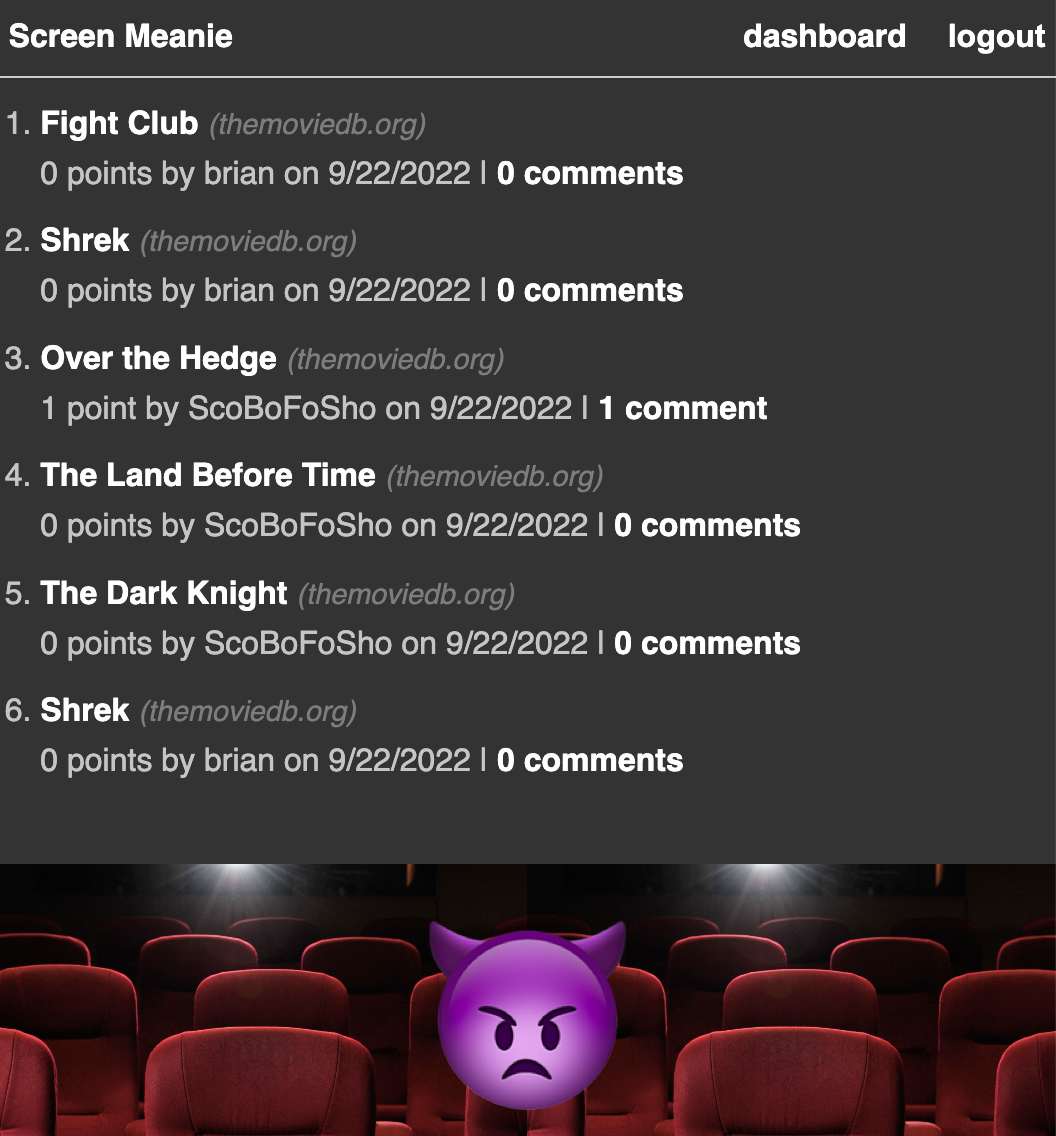 Screen Meanie dashboard logout
1. Fight Club (themoviedb.org)
0 points by brian on 9/22/2022 | 0 comments
2. Shrek (themoviedb.org)
0 points by brian on 9/22/2022 | 0 comments
3. Over the Hedge (themoviedb.org)
1 point by ScoBoFoSho on 9/22/2022 | 1 comment
4. The Land Before Time (themoviedb.org)
0 points by ScoBoFoSho on 9/22/2022 | 0 comments
5. The Dark Knight (themoviedb.org)
0 points by ScoBoFoSho on 9/22/2022 | 0 comments
6. Shrek (themoviedb.org)
0 points by brian on 9/22/2022 | 0 comments